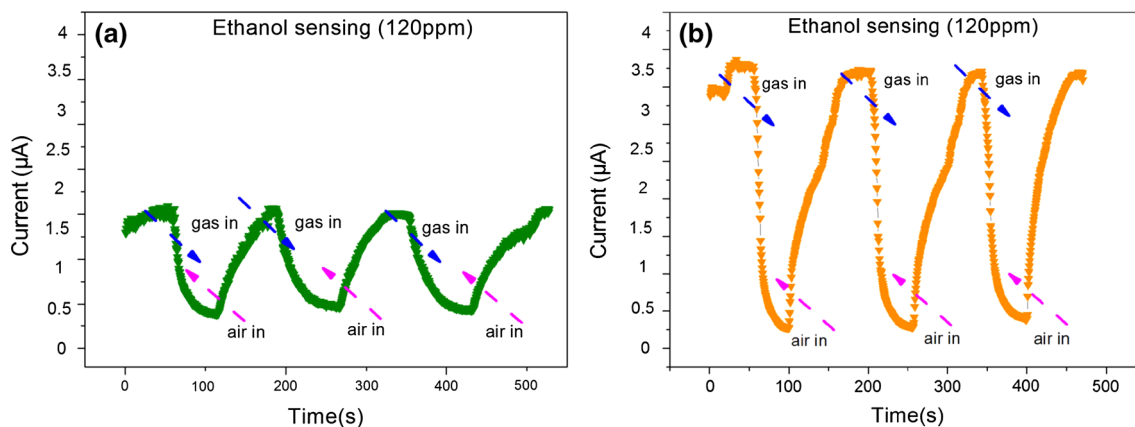 (a)
Ethanol sensing (120ppm)
4
3.5
3
2.5
2
1.5
1
0.5
0
Current (µA)
gas in
gas in
gas in
air in
air in
air in
0
100
200
300
400
500
Time(s)
(b)
Ethanol sensing (120ppm)
4
3.5
3
2.5
2
1.5
1
0.5
0
Current (µA)
gas in
gas in
gas in
air in
air in
air in
0
100
200
300
400
500
Time(s)